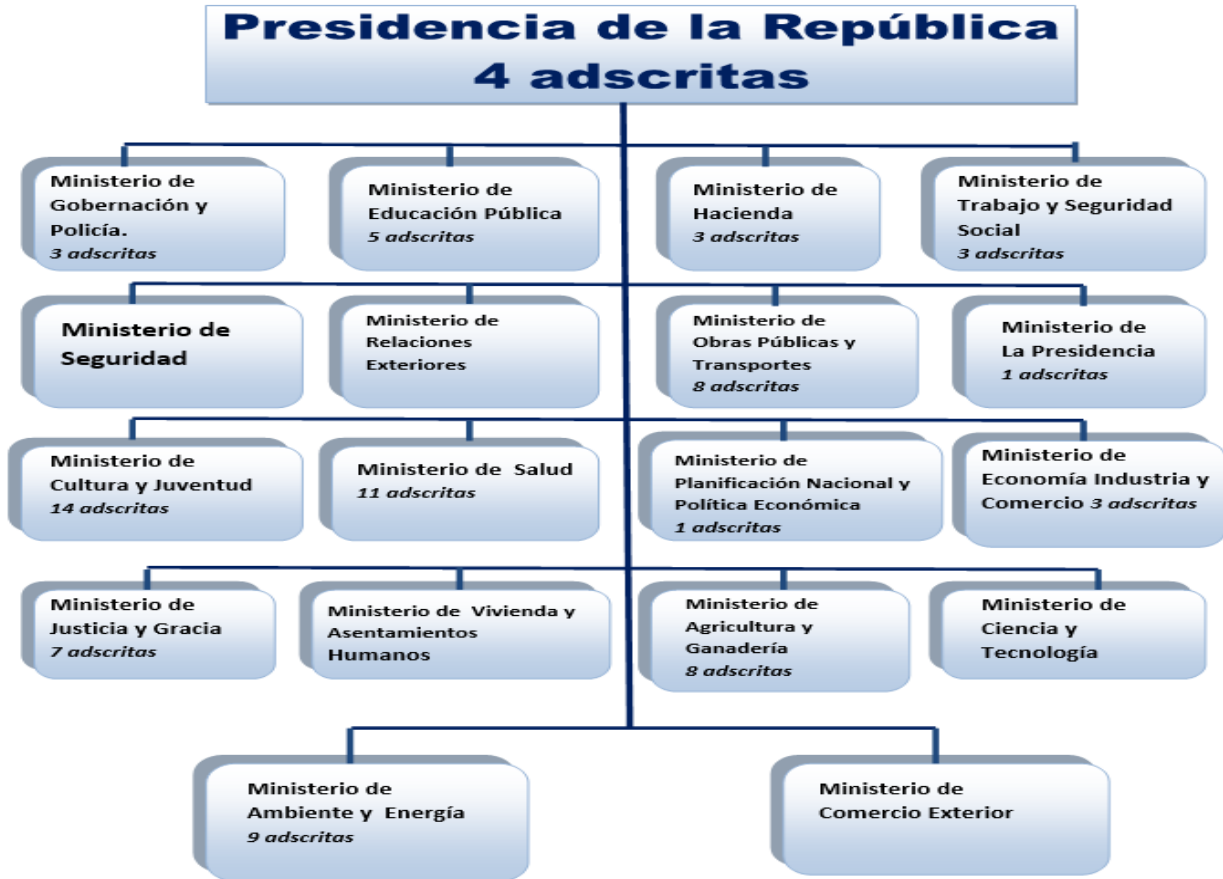 Presidencia de la República
4 adscritas
Ministerio de
Gobernación y
Policía.
3 adscritas
Ministerio de
Educación Pública
5 adscritas
Ministerio de
Hacienda
3 adscritas
Ministerio de
Trabajo y Seguridad
Social
3 adscritas
Ministerio de
Seguridad
Ministerio de
Relaciones
Exteriores
Ministerio de
Obras Públicas y
Transportes
8 adscritas
Ministerio de
La Presidencia
1 adscritas
Ministerio de
Cultura y Juventud
14 adscritas
Ministerio de Salud
11 adscritas
Ministerio de
Planificación Nacional y
Política Económica
1 adscritas
Ministerio de
Economía Industria y
Comercio 3 adscritas
Ministerio de
Justicia y Gracia
7 adscritas
Ministerio de Vivienda y
Asentamientos
Humanos
Ministerio de
Agricultura y
Ganadería
8 adscritas
Ministerio de
Ciencia y
Tecnología
Ministerio de
Ambiente y Energía
9 adscritas
Ministerio de
Comercio Exterior